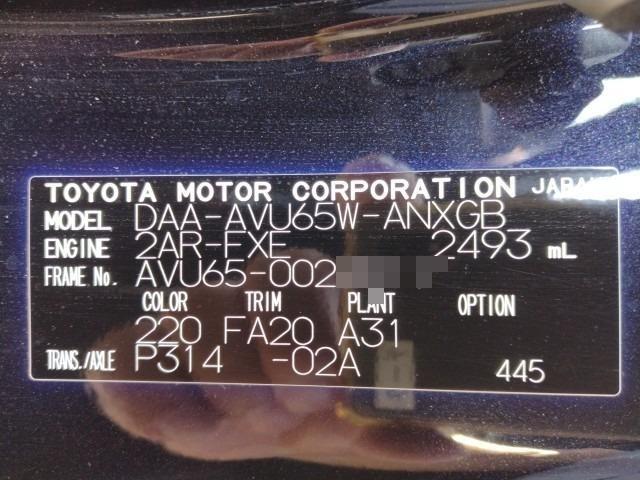 TOYOTA MOTOR CORPORATION JAPAN
MODEL DAA-AVU65W-ANXGB
ENGINE 2AR-FXE 2493 mL
FRAME No. AVU65-002
COLOR TRIM PLANT OPTION
220 FA20 A31
TRANS./AXLE P314 -02A 445